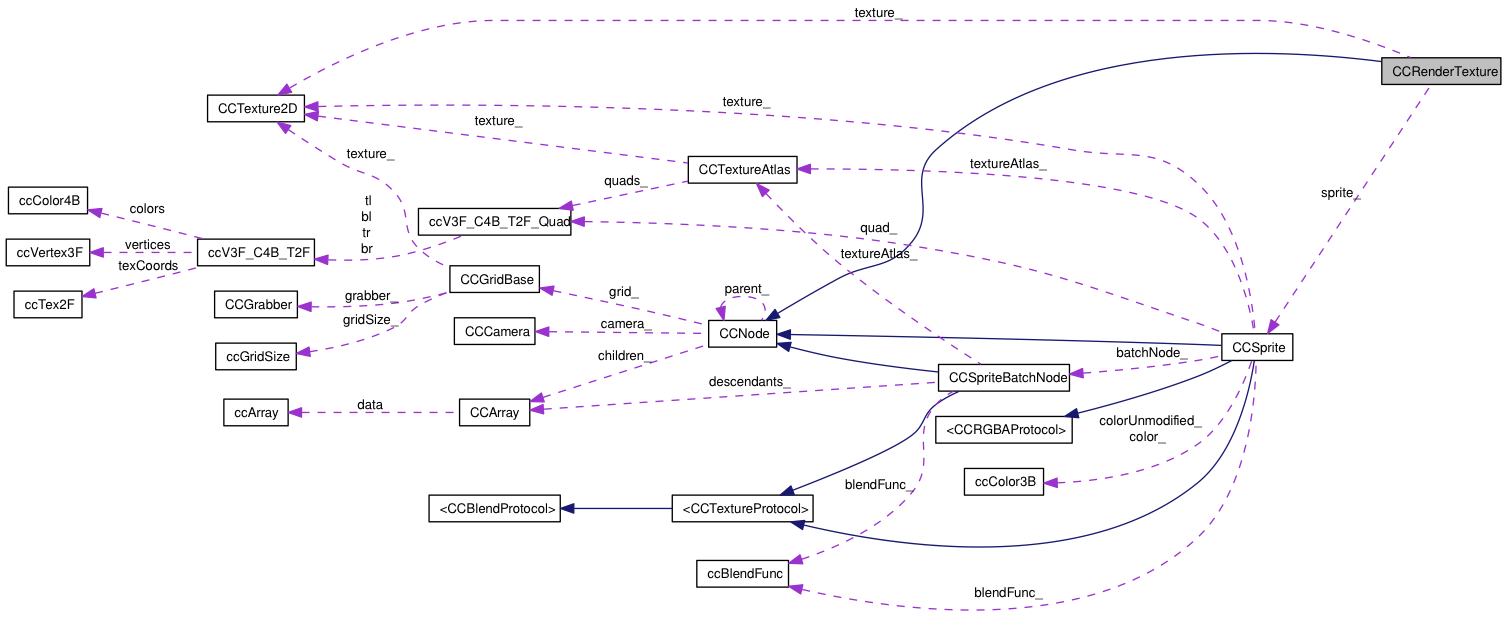 texture_
CCRenderTexture
CCTexture2D
texture_
texture_
texture_
CCTextureAtlas
textureAtlas_
quads_
sprite_
ccColor4B
colors
tl
bl
tr
br
ccV3F_C4B_T2F_Quad
quad_
ccVertex3F
vertices
ccV3F_C4B_T2F
textureAtlas_
texCoords
ccTex2F
CCGridBase
CCGrabber
grabber_
grid_
parent_
gridSize_
CCCamera
camera_
CCNode
ccGridSize
children_
batchNode_
CCSprite
CCSpriteBatchNode
descendants_
ccArray
data
CCArray
<CCRGBAProtocol>
colorUnmodified_
color_
ccColor3B
blendFunc_
<CCBlendProtocol>
<CCTextureProtocol>
ccBlendFunc
blendFunc_